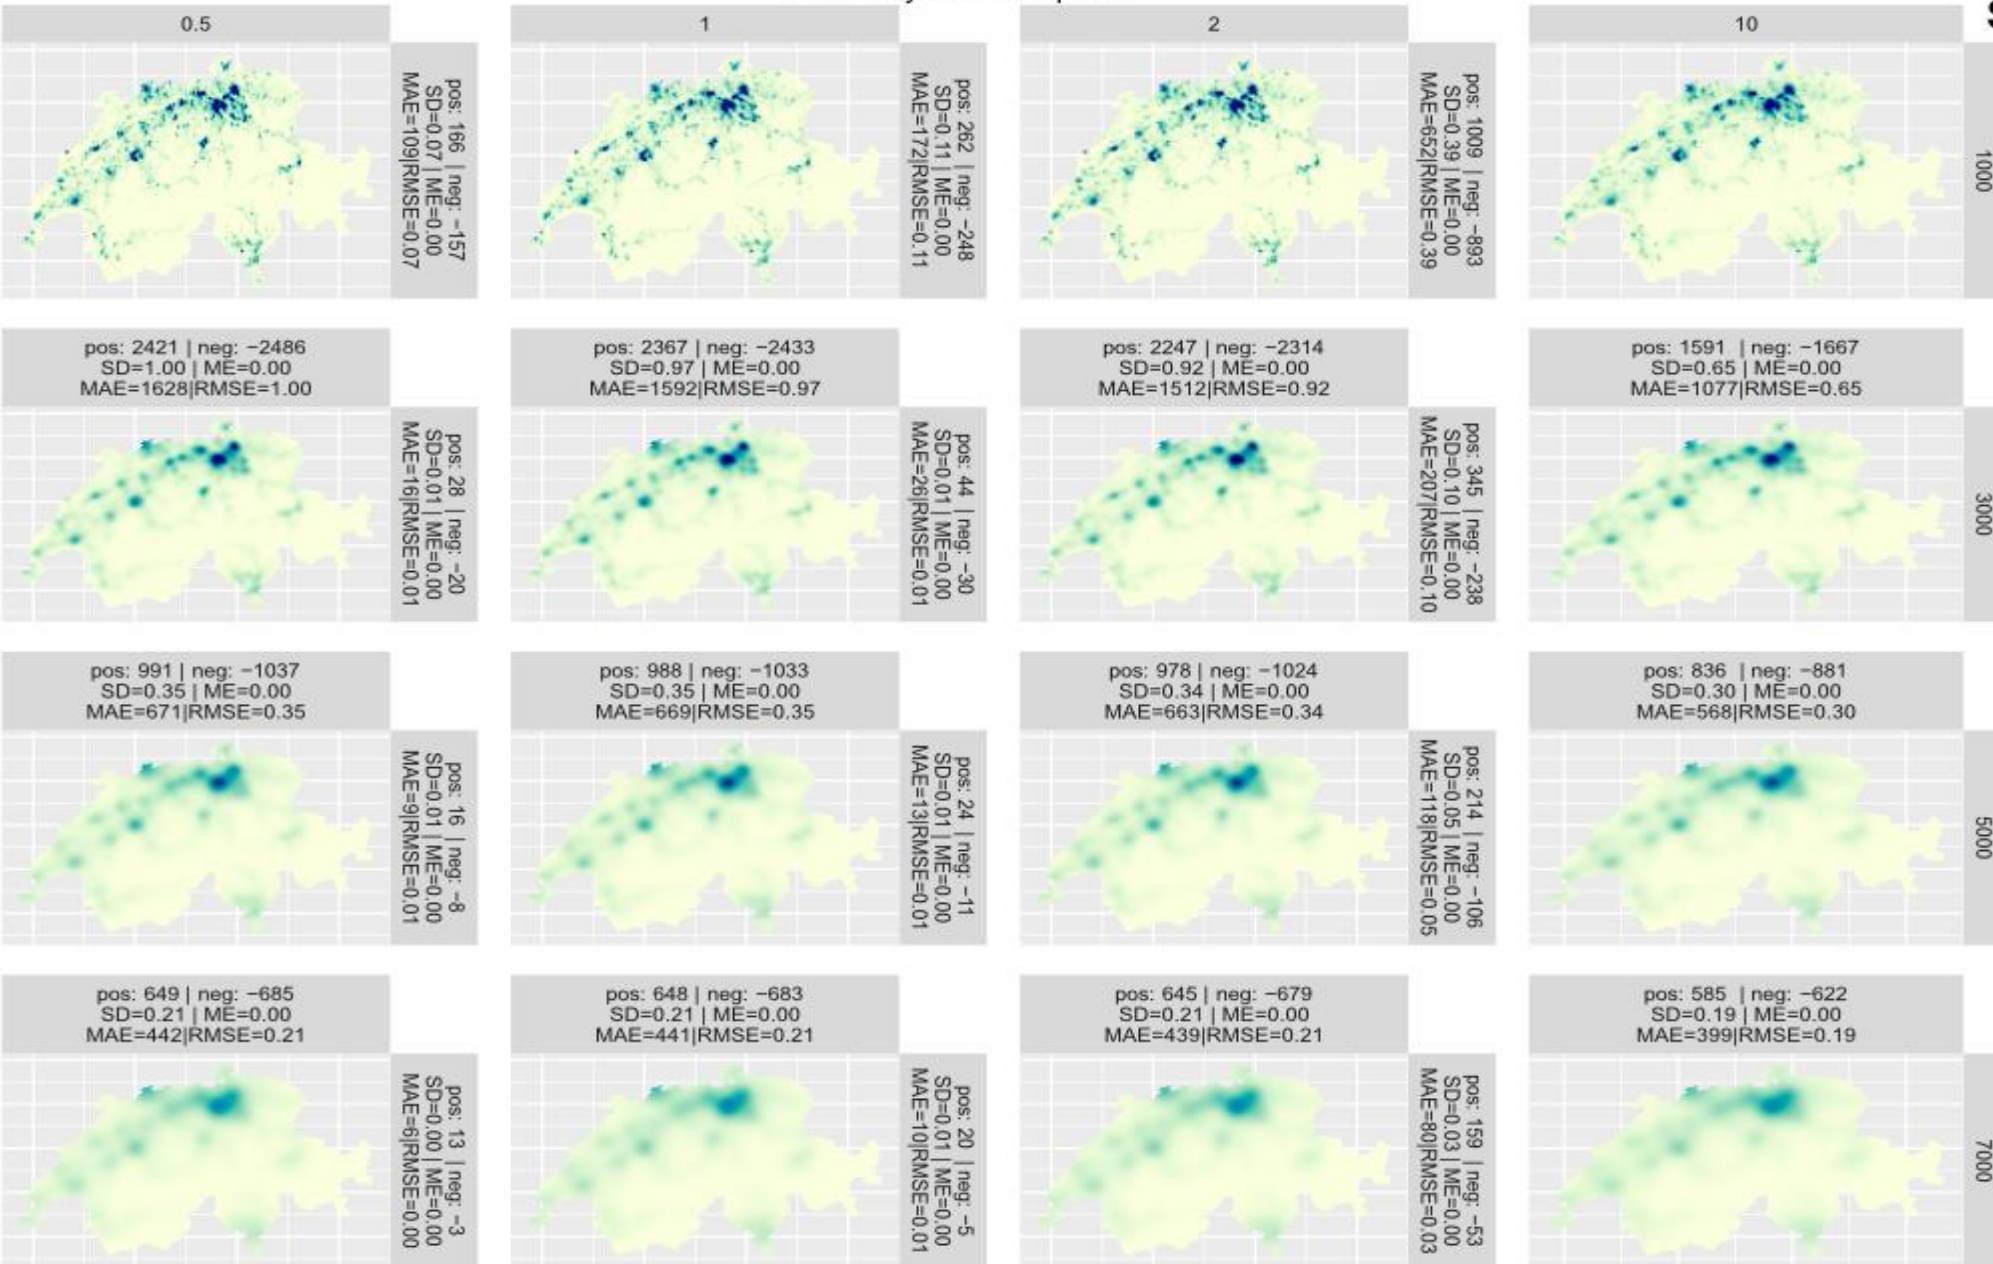 0.5
1
2
10
pos: 166 | neg: −157
SD=0.07 | ME=0.00
MAE=109|RMSE=0.07
pos: 262 | neg: −248
SD=0.11 | ME=0.00
MAE=172|RMSE=0.11
pos: 1009 | neg: −893
SD=0.39 | ME=0.00
MAE=652|RMSE=0.39
1000
pos: 2421 | neg: −2486
SD=1.00 | ME=0.00
MAE=1628|RMSE=1.00
pos: 2367 | neg: −2433
SD=0.97 | ME=0.00
MAE=1592|RMSE=0.97
pos: 2247 | neg: −2314
SD=0.92 | ME=0.00
MAE=1512|RMSE=0.92
pos: 1591 | neg: −1667
SD=0.65 | ME=0.00
MAE=1077|RMSE=0.65
pos: 28 | neg: −20
SD=0.01 | ME=0.00
MAE=16|RMSE=0.01
pos: 44 | neg: −30
SD=0.01 | ME=0.00
MAE=26|RMSE=0.01
pos: 345 | neg: −238
SD=0.10 | ME=0.00
MAE=207|RMSE=0.10
3000
pos: 991 | neg: −1037
SD=0.35 | ME=0.00
MAE=671|RMSE=0.35
pos: 988 | neg: −1033
SD=0.35 | ME=0.00
MAE=669|RMSE=0.35
pos: 978 | neg: −1024
SD=0.34 | ME=0.00
MAE=663|RMSE=0.34
pos: 836 | neg: −881
SD=0.30 | ME=0.00
MAE=568|RMSE=0.30
pos: 16 | neg: −8
SD=0.01 | ME=0.00
MAE=9|RMSE=0.01
pos: 24 | neg: −11
SD=0.01 | ME=0.00
MAE=13|RMSE=0.01
pos: 214 | neg: −106
SD=0.05 | ME=0.00
MAE=118|RMSE=0.05
5000
pos: 649 | neg: −685
SD=0.21 | ME=0.00
MAE=442|RMSE=0.21
pos: 648 | neg: −683
SD=0.21 | ME=0.00
MAE=441|RMSE=0.21
pos: 645 | neg: −679
SD=0.21 | ME=0.00
MAE=439|RMSE=0.21
pos: 585 | neg: −622
SD=0.19 | ME=0.00
MAE=399|RMSE=0.19
pos: 13 | neg: −3
SD=0.00 | ME=0.00
MAE=6|RMSE=0.00
pos: 20 | neg: −5
SD=0.01 | ME=0.00
MAE=10|RMSE=0.01
pos: 159 | neg: −53
SD=0.03 | ME=0.00
MAE=80|RMSE=0.03
7000